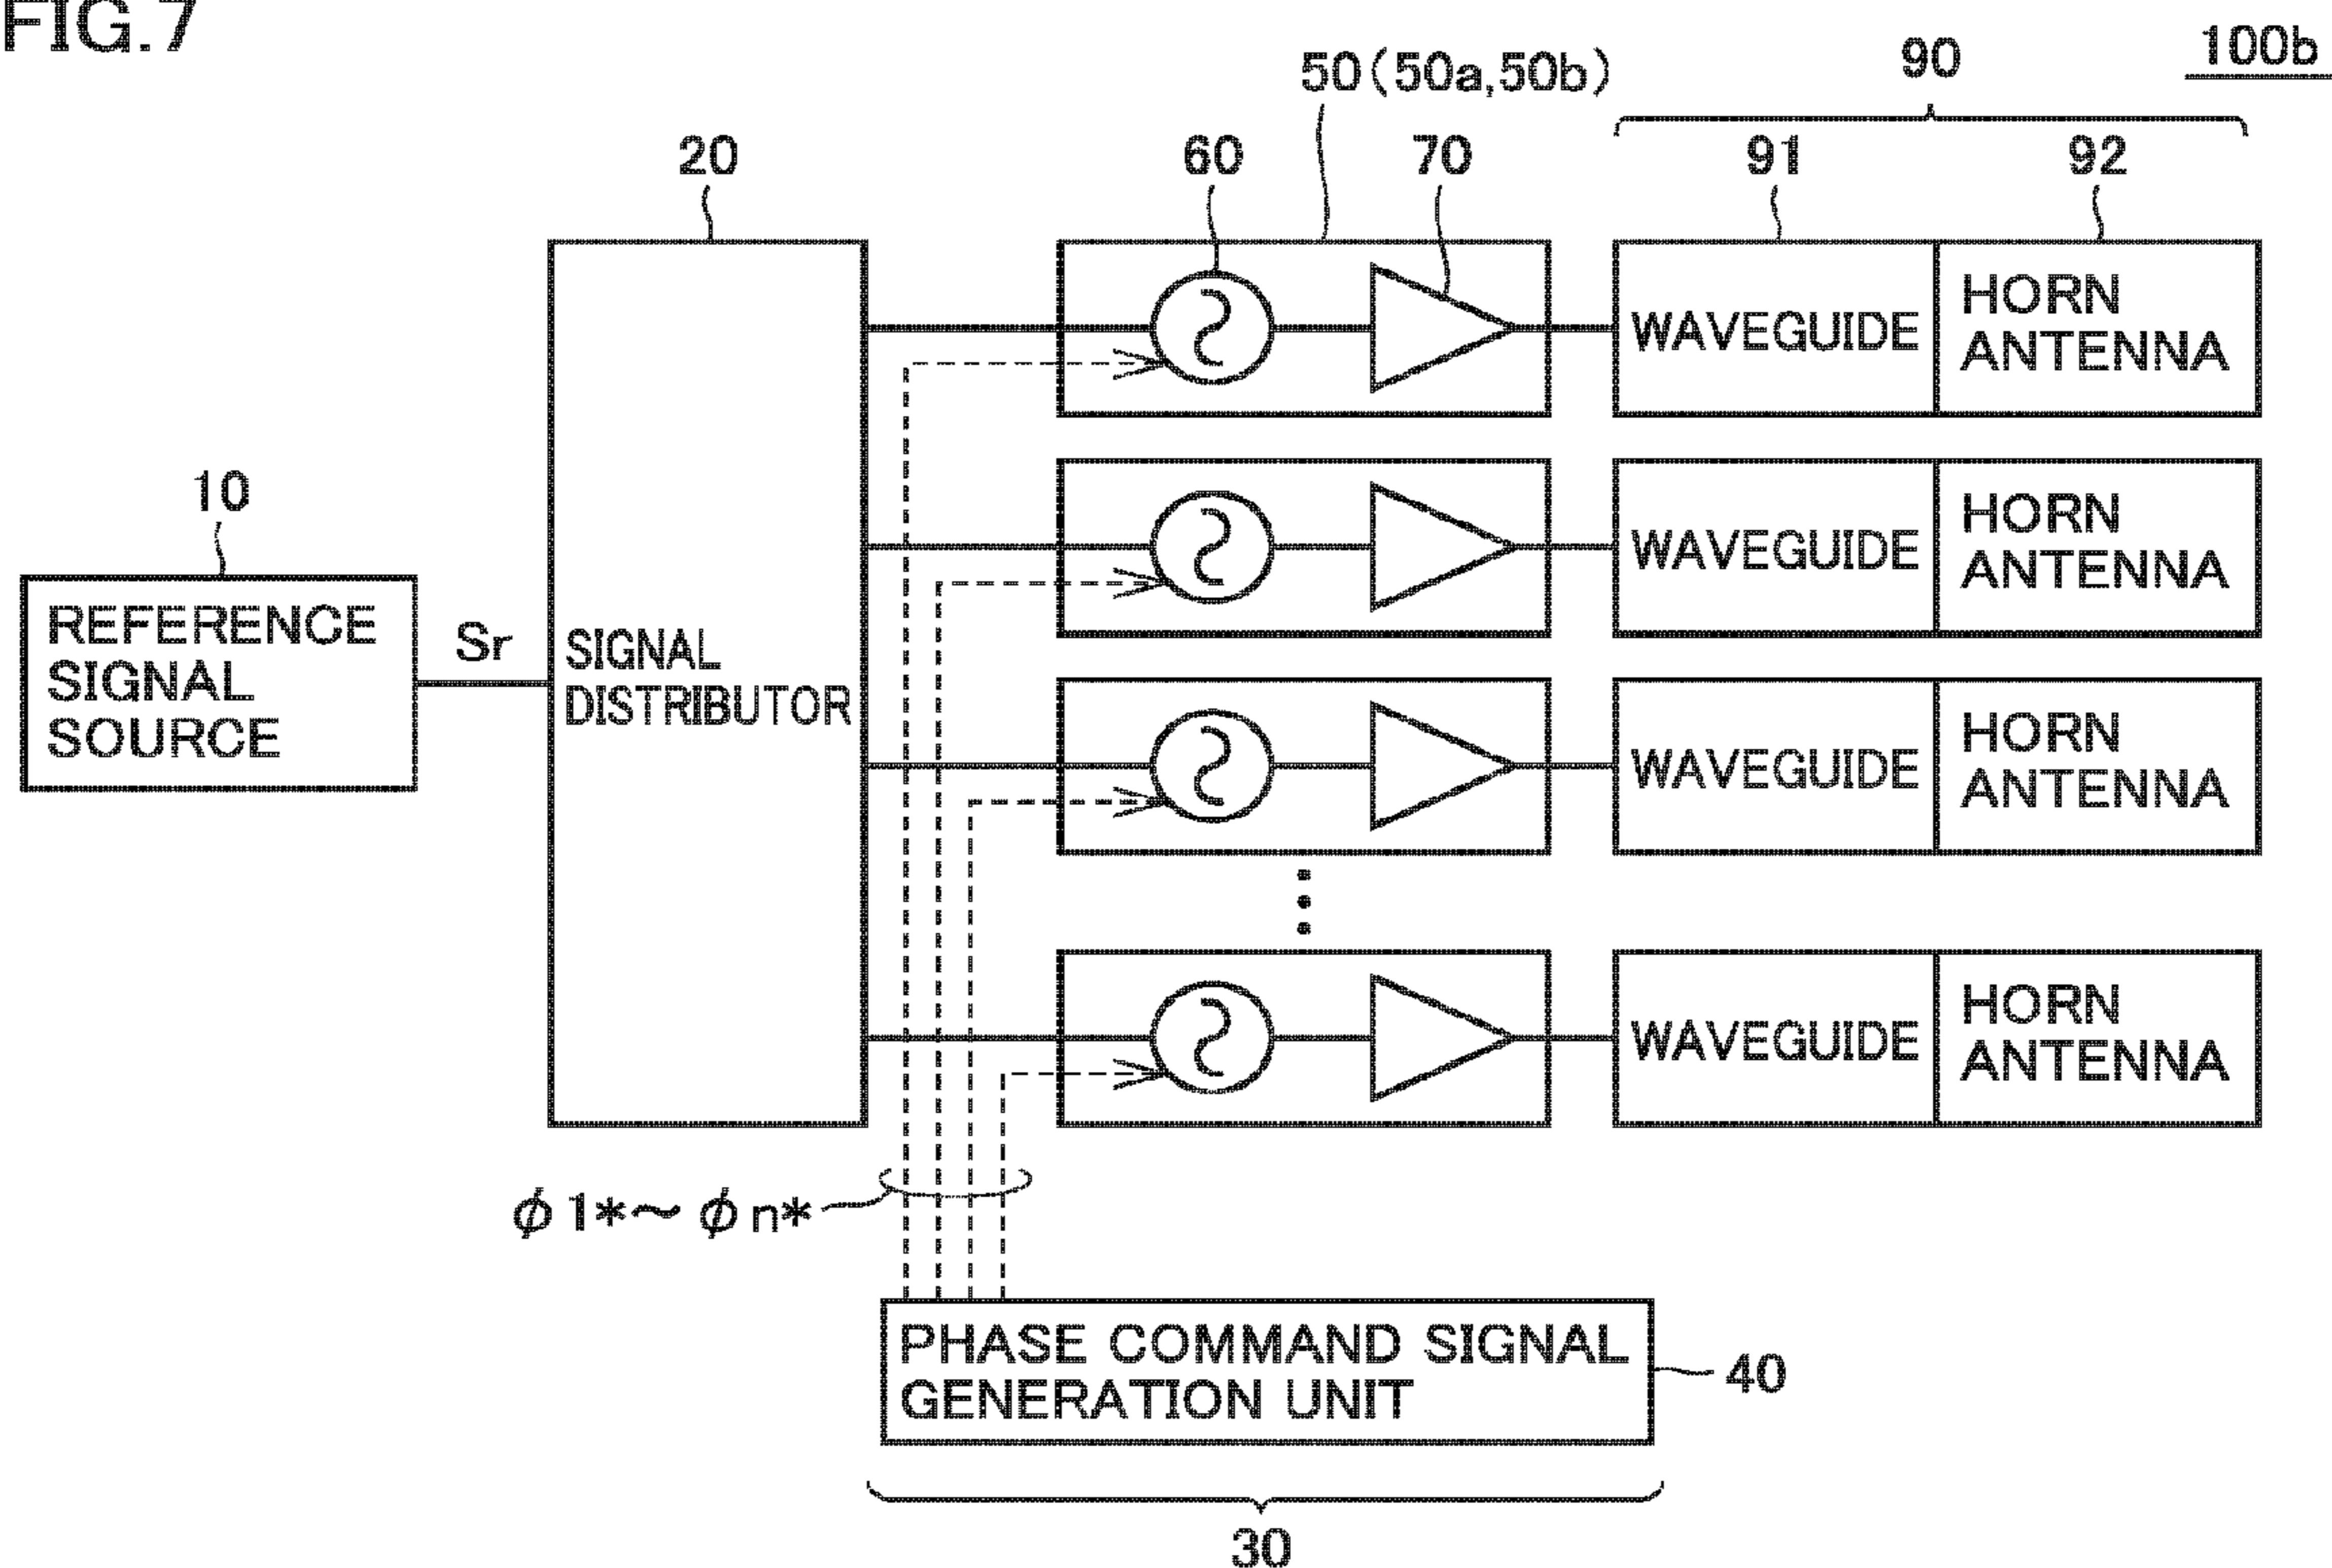 FIG.7
100b
50(50a,50b)
90
20
60
70
91
92
10
REFERENCE
SIGNAL
SOURCE
Sr
SIGNAL
DISTRIBUTOR
WAVEGUIDE
HORN
ANTENNA
WAVEGUIDE
HORN
ANTENNA
WAVEGUIDE
HORN
ANTENNA
WAVEGUIDE
HORN
ANTENNA
ϕ1*～ϕn*
PHASE COMMAND SIGNAL
GENERATION UNIT
40
30